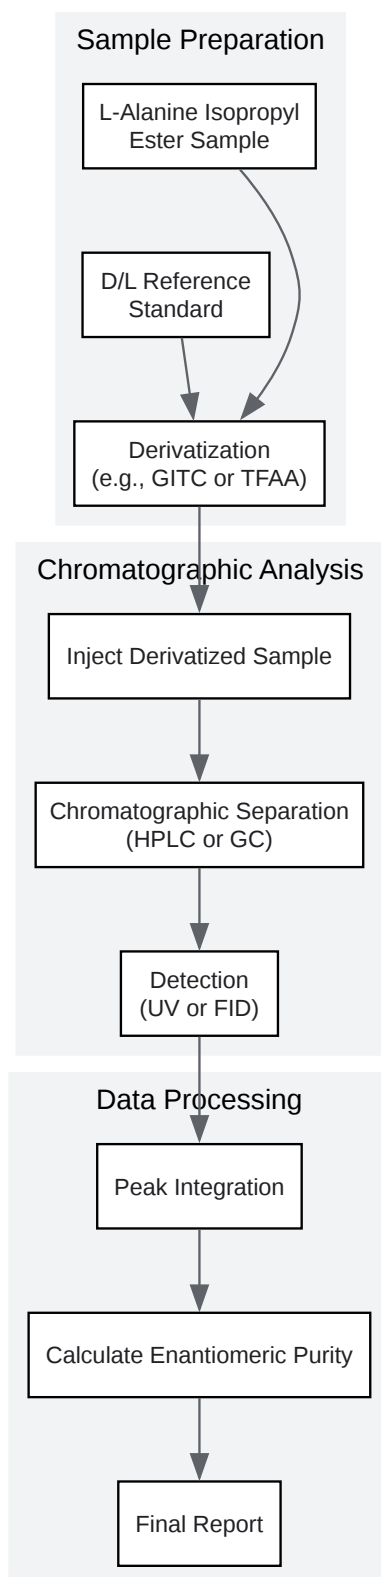 Sample Preparation
L-Alanine Isopropyl
Ester Sample
D/L Reference
Standard
Derivatization
(e.g., GITC or TFAA)
Chromatographic Analysis
Inject Derivatized Sample
Chromatographic Separation
(HPLC or GC)
Detection
(UV or FID)
Data Processing
Peak Integration
Calculate Enantiomeric Purity
Final Report